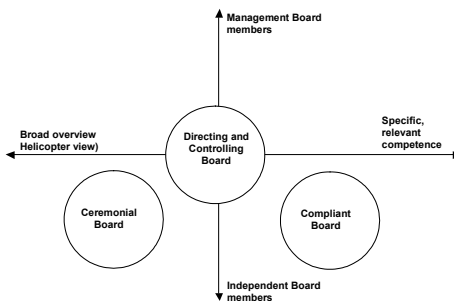 Management Board
members
Broad overview
Helicopter view)
Directing and
Controlling
Board
Specific,
relevant
competence
Ceremonial
Board
Compliant
Board
Independent Board
members